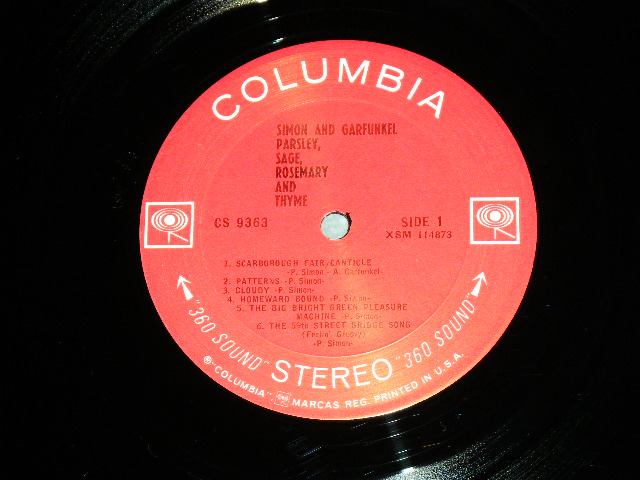 COLUMBIA
SIMON AND GARFUNKEL
PARSLEY,
SAGE,
ROSEMARY
AND
THYME
CS 9363
SIDE 1
XSM 114873
1. SCARBOROUGH FAIR/CANTICLE
-P. Simon - A. Garfunkel-
2. PATTERNS -P. Simon-
3. CLOUDY -P. Simon-
4. HOMEWARD BOUND -P. Simon-
5. THE BIG BRIGHT GREEN PLEASURE
MACHINE -P. Simon-
6. THE 59th STREET BRIDGE SONG
(Feelin' Groovy)
-P. Simon-
"360 SOUND" STEREO "360 SOUND"
® "COLUMBIA" MARCAS REG. PRINTED IN U.S.A.